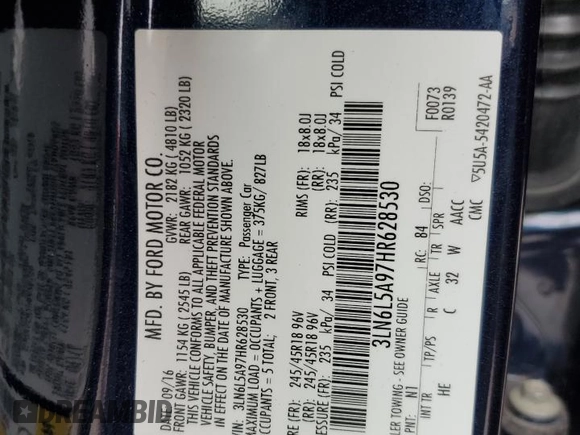 MFD. BY FORD MOTOR CO.
09/16
GVWR: 2182 KG ( 4810 LB)
FRONT GAWR: 1154 KG ( 2545 LB)
REAR GAWR: 1052 KG ( 2320 LB)
VEHICLE CONFORMS TO ALL APPLICABLE FEDERAL MOTOR
VEHICLE SAFETY, BUMPER, AND THEFT PREVENTION STANDARDS
EFFECT ON THE DATE OF MANUFACTURE SHOWN ABOVE.
VIN: 3LN6L5A97HR628530
TYPE: Passenger Car
MAXIMUM LOAD = OCCUPANTS + LUGGAGE = 375KG/ 827LB
OCCUPANTS = 5 TOTAL: 2 FRONT, 3 REAR
(FR): 245/45R18 96V
RIMS (FR): 18x8.0J
(RR): 245/45R18 96V
(RR): 18x8.0J
PRESSURE (FR): 235 kPa/ 34 PSI COLD
(RR): 235 kPa/ 34 PSI COLD
3LN6L5A97HR628530
TRAILER TOWING - SEE OWNER GUIDE
F0073
R0139
PNT: N1
RC: 84
DSO:
INT TR
TP/PS
R
AXLE
TR
SPR
HE
C
32
W
AACC
CMC
▽5U5A-5420472-AA
DREAMBID